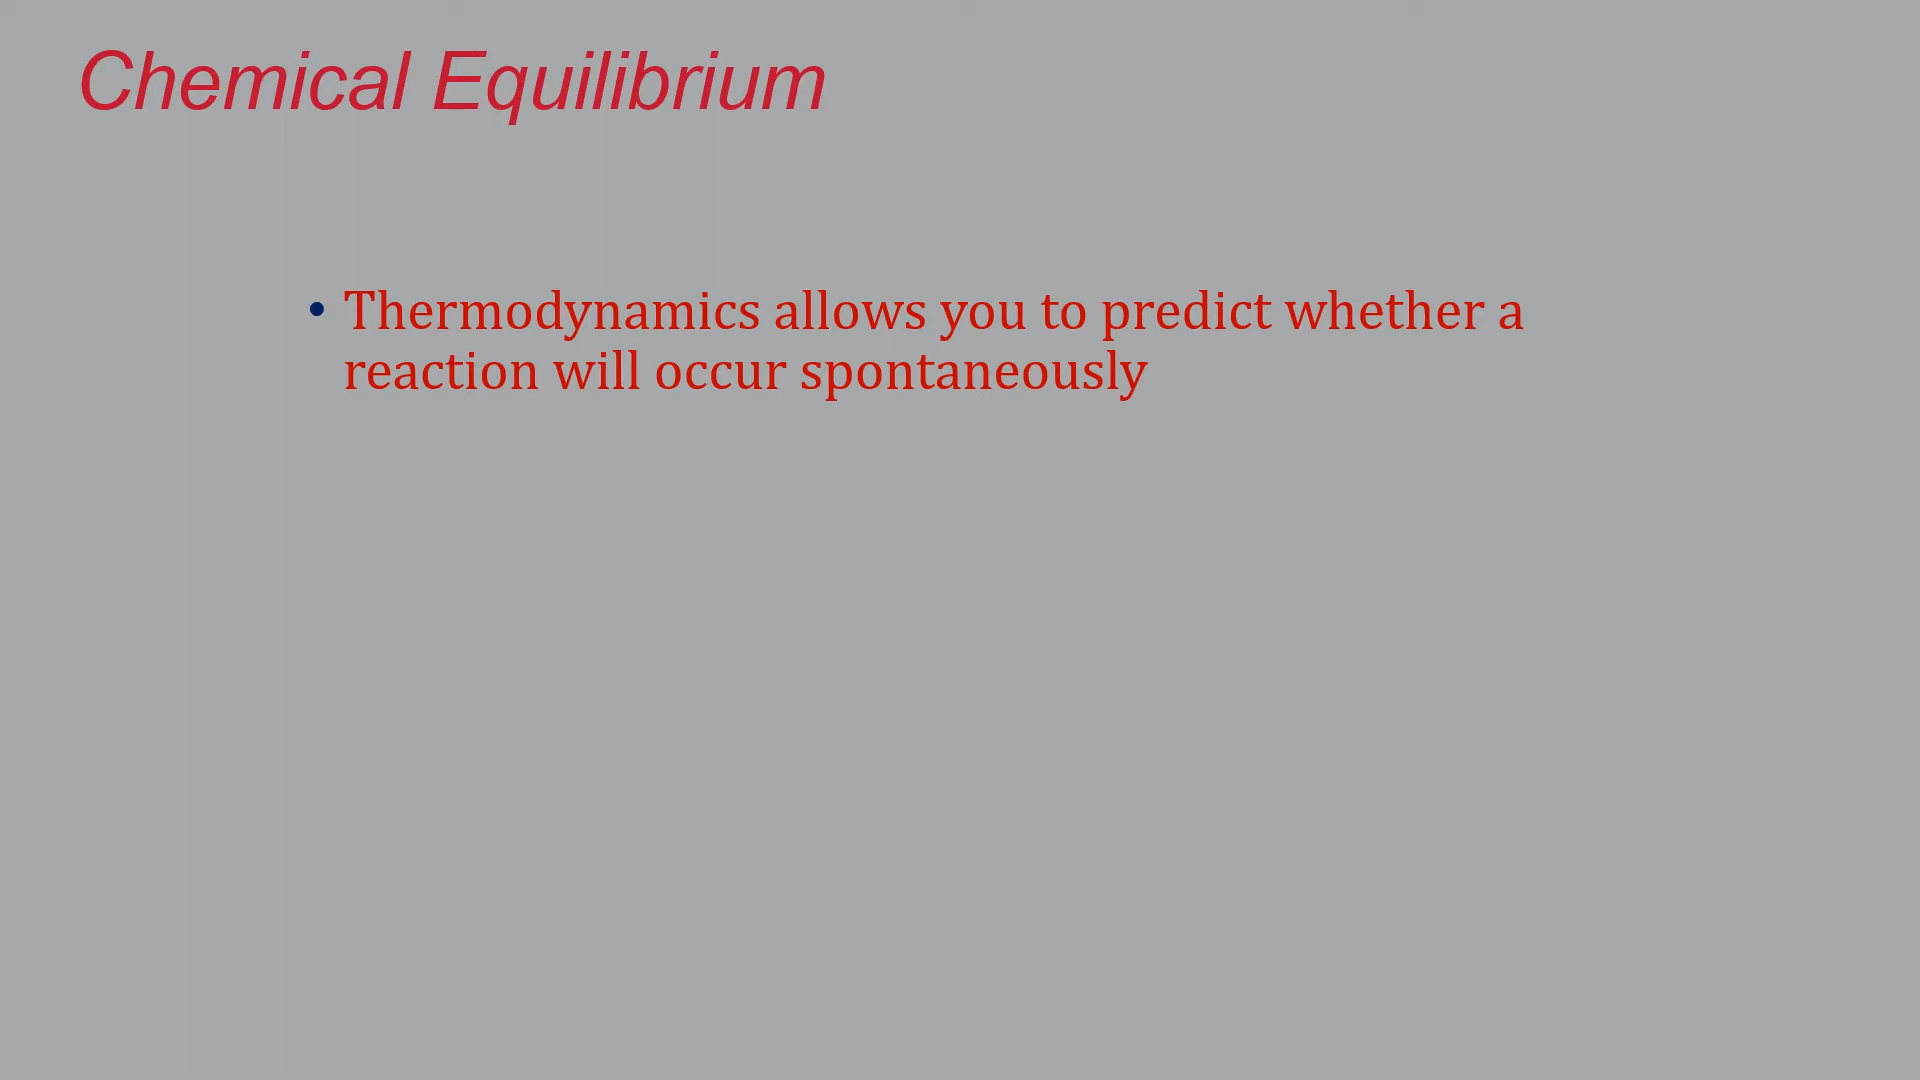 Chemical Equilibrium
• Thermodynamics allows you to predict whether a
reaction will occur spontaneously